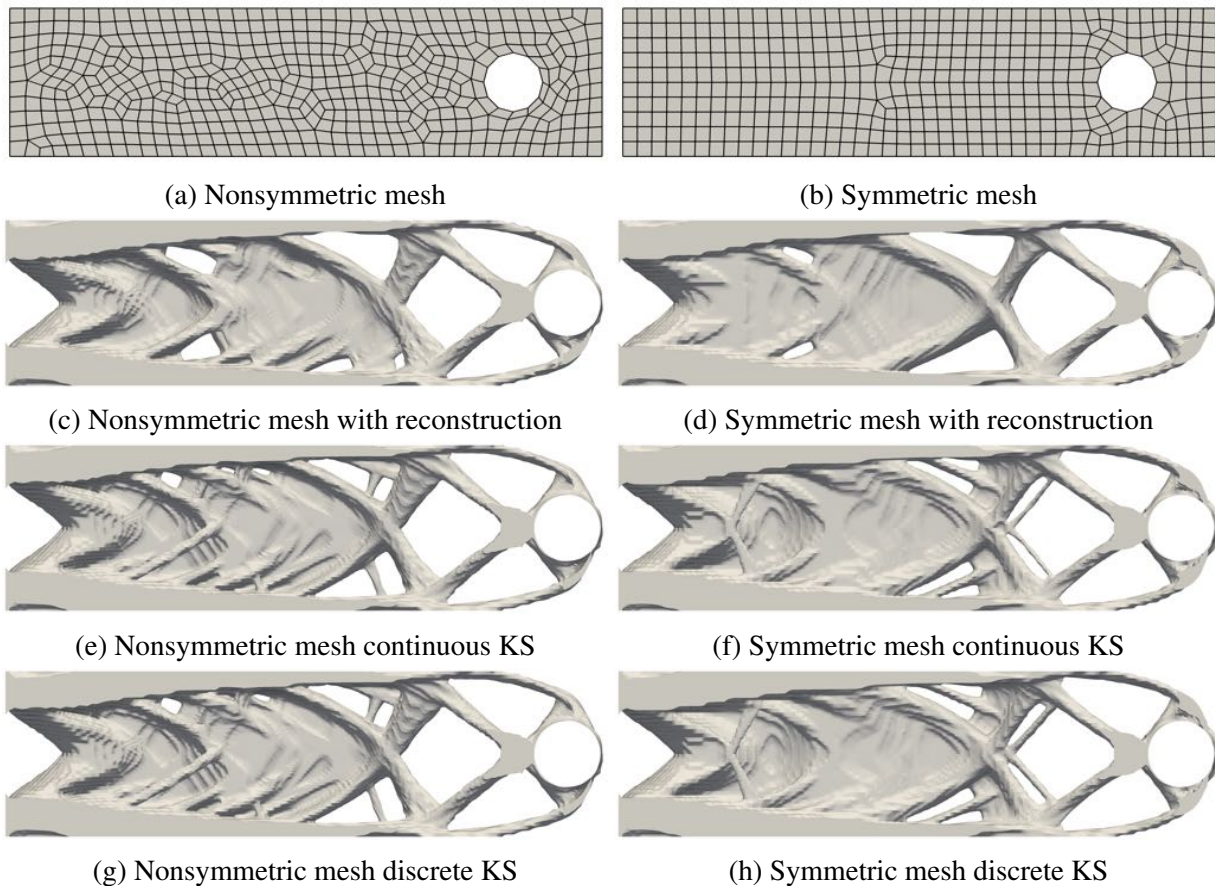 (a) Nonsymmetric mesh
(b) Symmetric mesh
(c) Nonsymmetric mesh with reconstruction
(d) Symmetric mesh with reconstruction
(e) Nonsymmetric mesh continuous KS
(f) Symmetric mesh continuous KS
(g) Nonsymmetric mesh discrete KS
(h) Symmetric mesh discrete KS